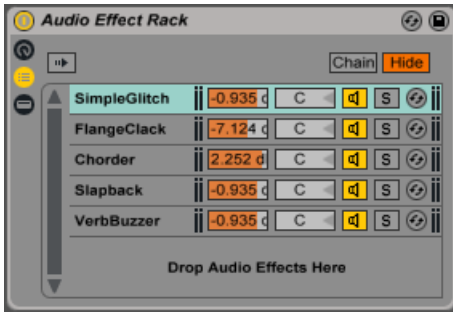 Audio Effect Rack
Chain Hide
SimpleGlitch -0.935 d C S
FlangeClack -7.124 d C S
Chorder 2.252 d C S
Slapback -0.935 d C S
VerbBuzzer -0.935 d C S
Drop Audio Effects Here